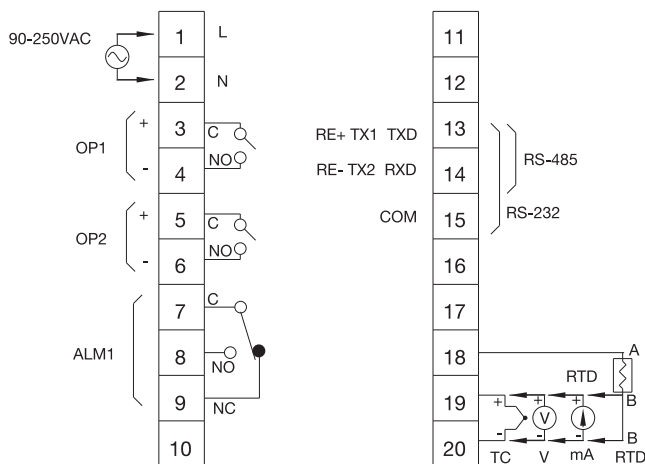 90-250VAC
1 L
2 N
OP1 + 3 C
- 4 NO
OP2 + 5 C
- 6 NO
ALM1
7 C
8 NO
9 NC
10
11
12
RE+ TX1 TXD 13
RE- TX2 RXD 14
RS-485
COM 15
RS-232
16
17
18 A
RTD
19 + + + B
V
20 - - - B
TC V mA RTD